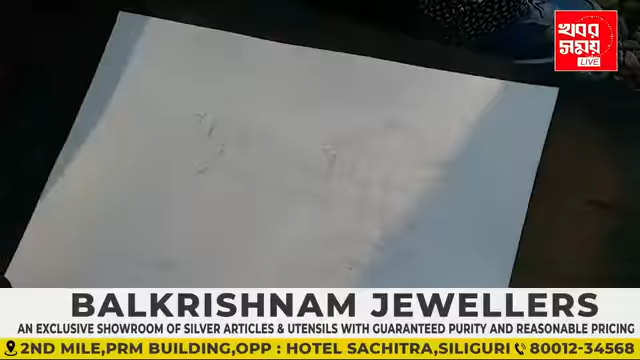 খবর
সময়
LIVE
BALKRISHNAM JEWELLERS
AN EXCLUSIVE SHOWROOM OF SILVER ARTICLES & UTENSILS WITH GUARANTEED PURITY AND REASONABLE PRICING
2ND MILE,PRM BUILDING,OPP : HOTEL SACHITRA,SILIGURI 80012-34568